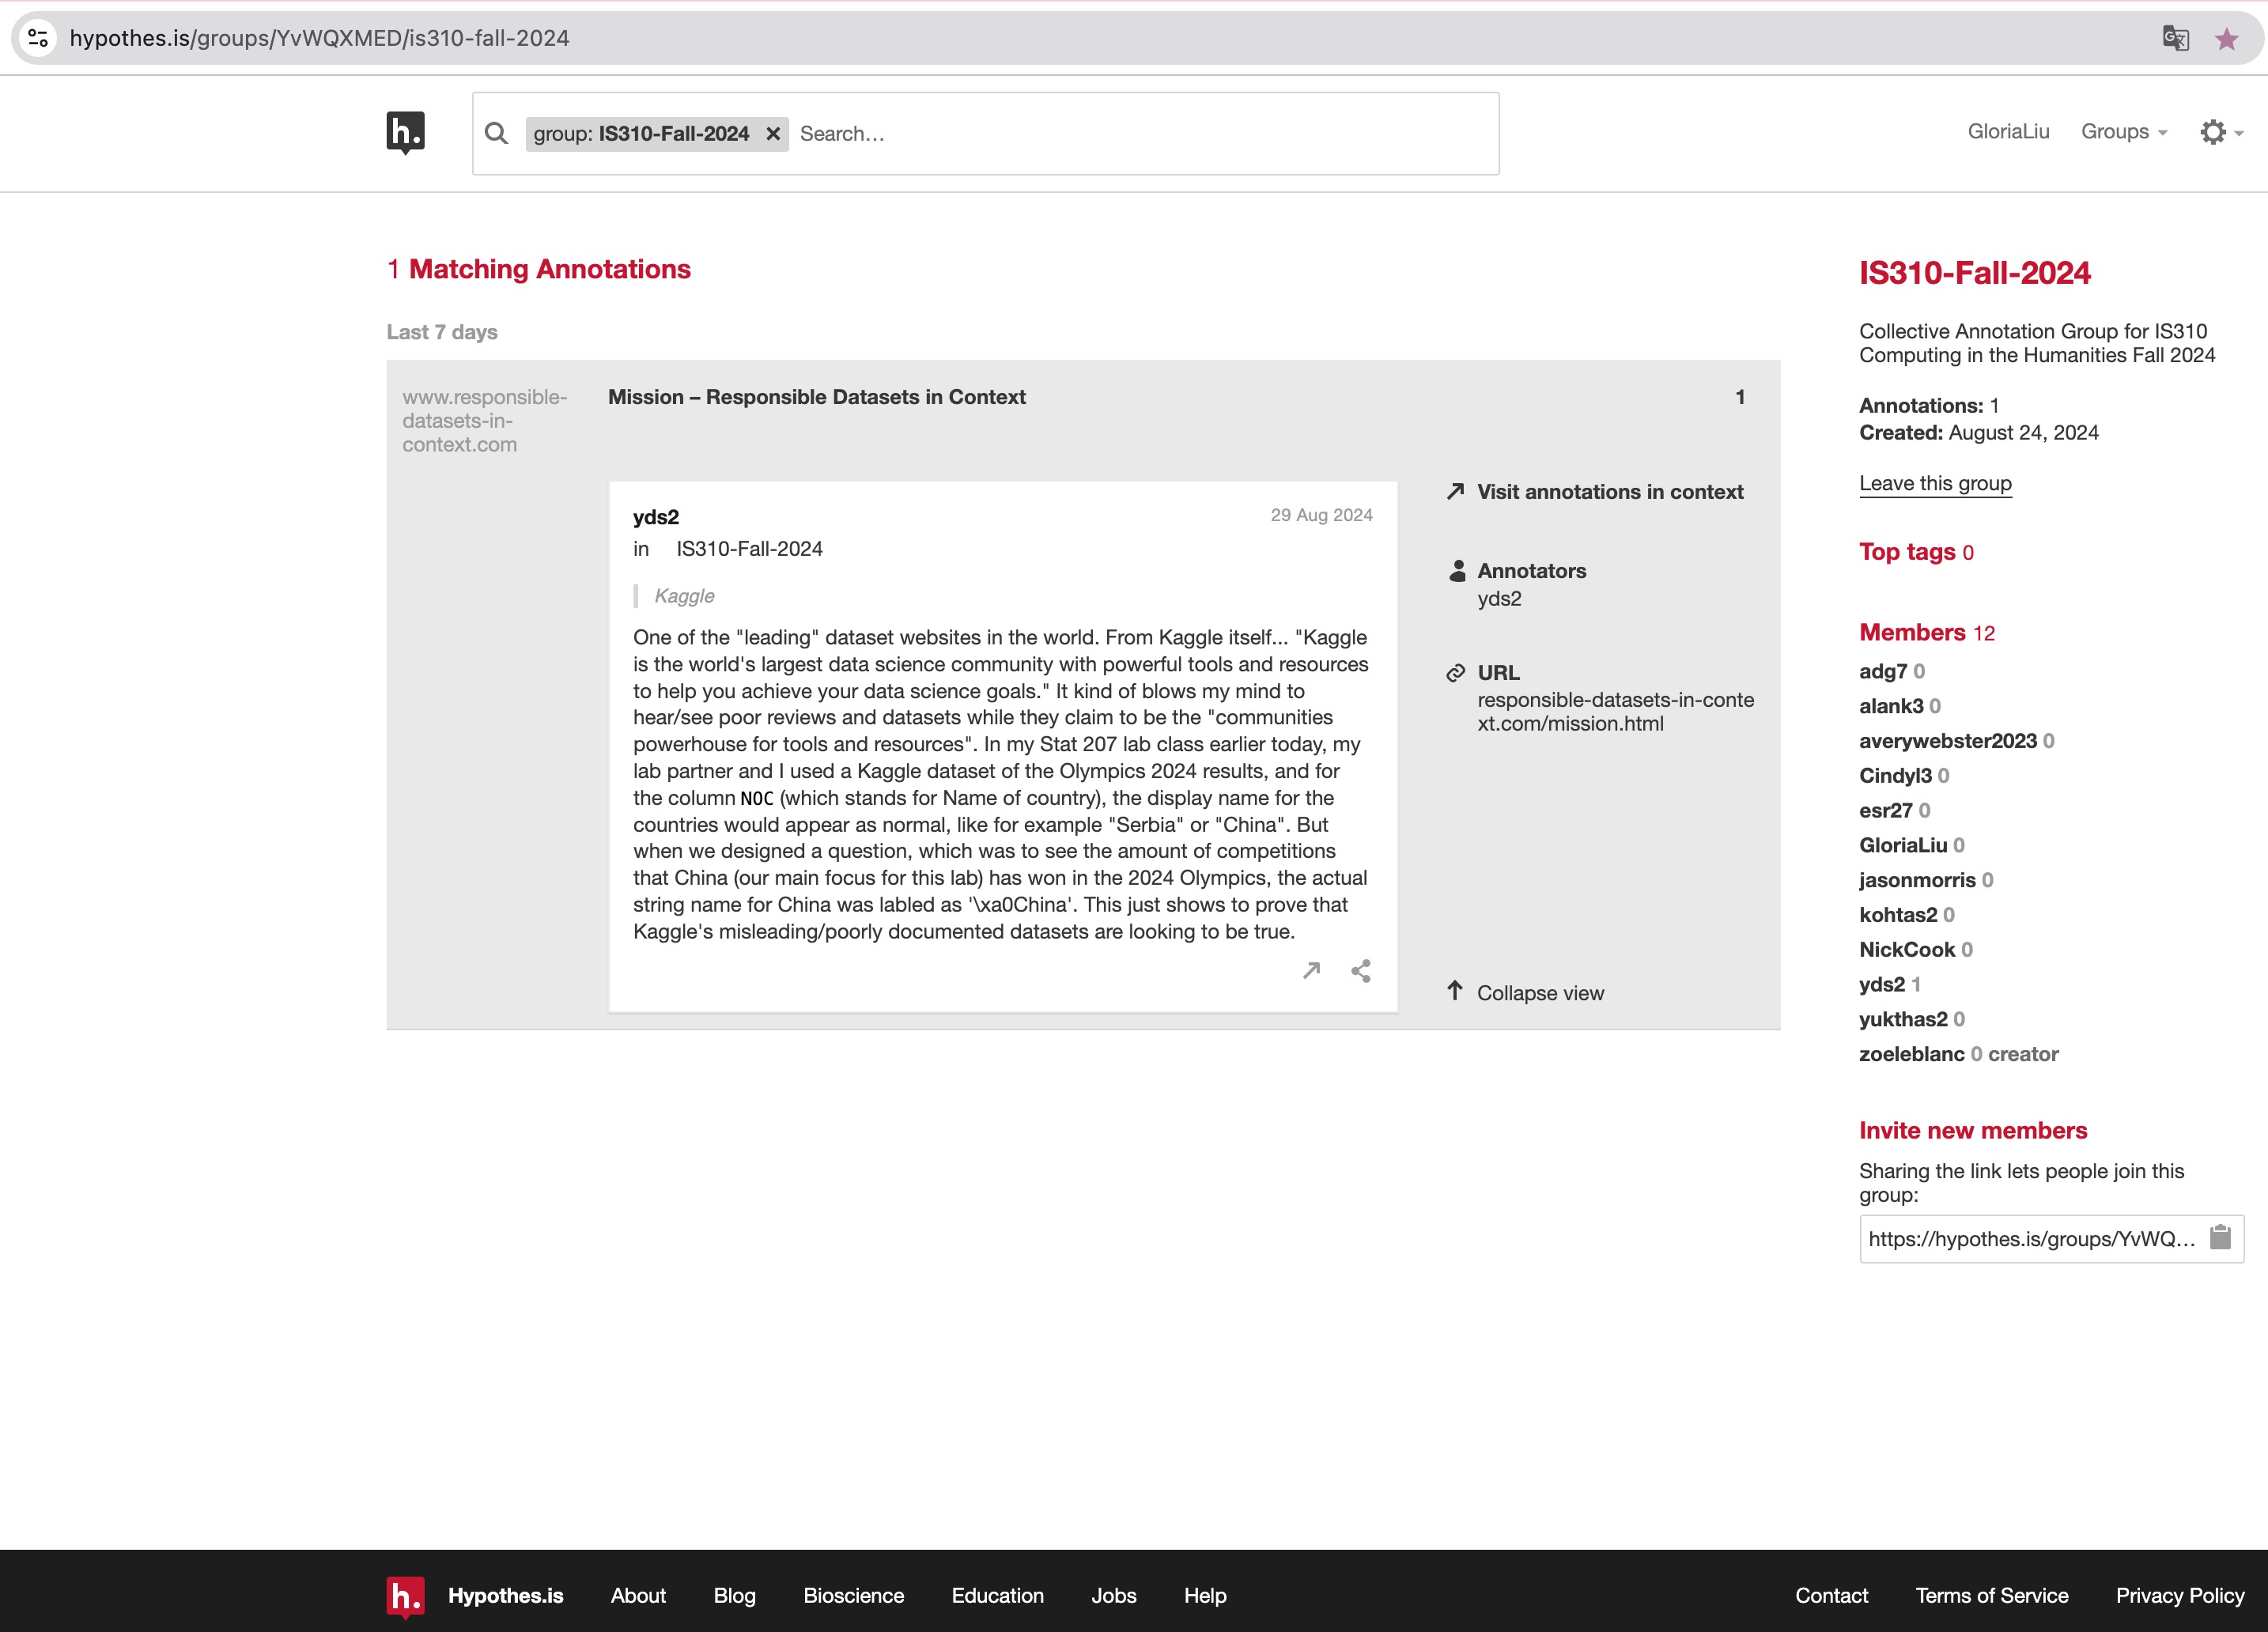 hypothes.is/groups/YvWQXMED/is310-fall-2024
h.
group: IS310-Fall-2024 × Search…
GloriaLiu
Groups
1 Matching Annotations
Last 7 days
www.responsible-
datasets-in-
context.com
Mission – Responsible Datasets in Context
1
yds2
29 Aug 2024
in IS310-Fall-2024
Kaggle
One of the "leading" dataset websites in the world. From Kaggle itself... "Kaggle
is the world's largest data science community with powerful tools and resources
to help you achieve your data science goals." It kind of blows my mind to
hear/see poor reviews and datasets while they claim to be the "communities
powerhouse for tools and resources". In my Stat 207 lab class earlier today, my
lab partner and I used a Kaggle dataset of the Olympics 2024 results, and for
the column NOC (which stands for Name of country), the display name for the
countries would appear as normal, like for example "Serbia" or "China". But
when we designed a question, which was to see the amount of competitions
that China (our main focus for this lab) has won in the 2024 Olympics, the actual
string name for China was labled as '\xa0China'. This just shows to prove that
Kaggle's misleading/poorly documented datasets are looking to be true.
Visit annotations in context
Annotators
yds2
URL
responsible-datasets-in-conte
xt.com/mission.html
Collapse view
IS310-Fall-2024
Collective Annotation Group for IS310
Computing in the Humanities Fall 2024
Annotations: 1
Created: August 24, 2024
Leave this group
Top tags 0
Members 12
adg7 0
alank3 0
averywebster2023 0
Cindyl3 0
esr27 0
GloriaLiu 0
jasonmorris 0
kohtas2 0
NickCook 0
yds2 1
yukthas2 0
zoeleblanc 0 creator
Invite new members
Sharing the link lets people join this
group:
https://hypothes.is/groups/YvWQ…
h. Hypothes.is About Blog Bioscience Education Jobs Help Contact Terms of Service Privacy Policy